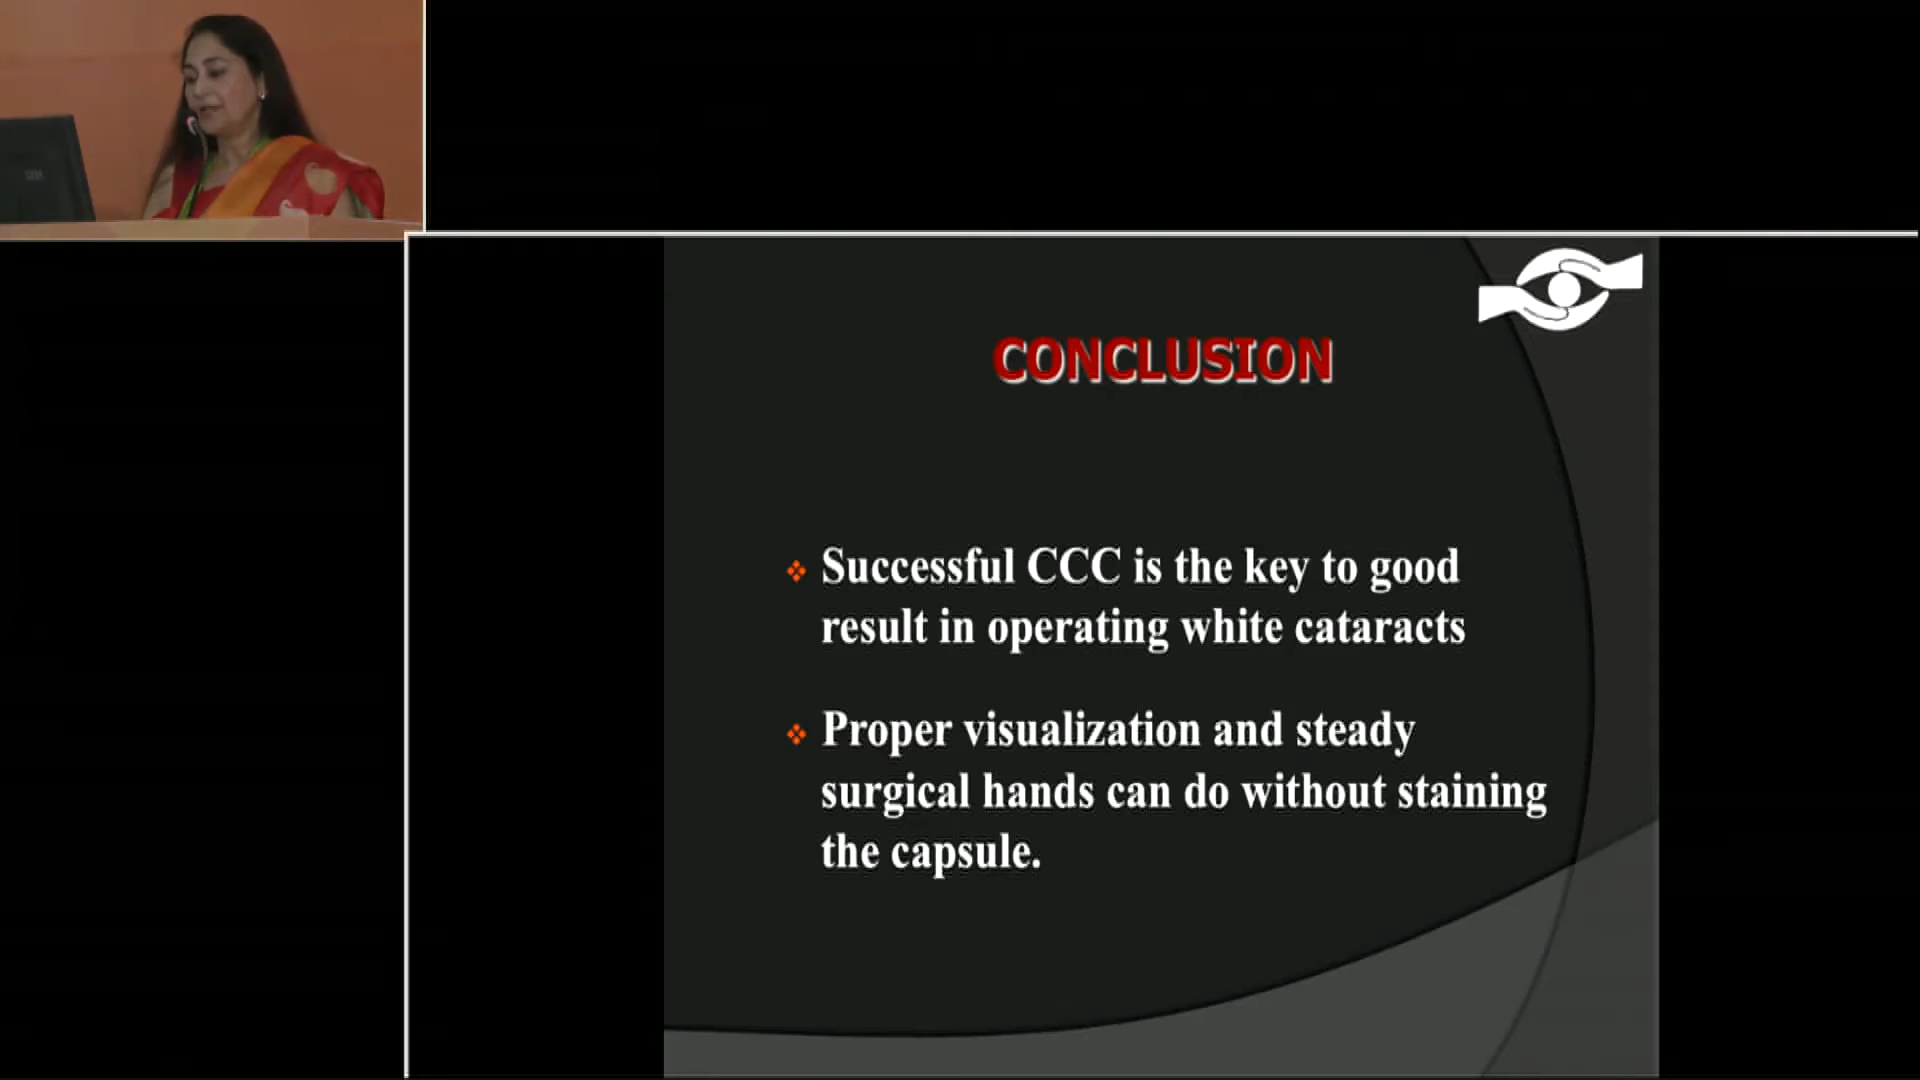 CONCLUSION
Successful CCC is the key to good
result in operating white cataracts
Proper visualization and steady
surgical hands can do without staining
the capsule.